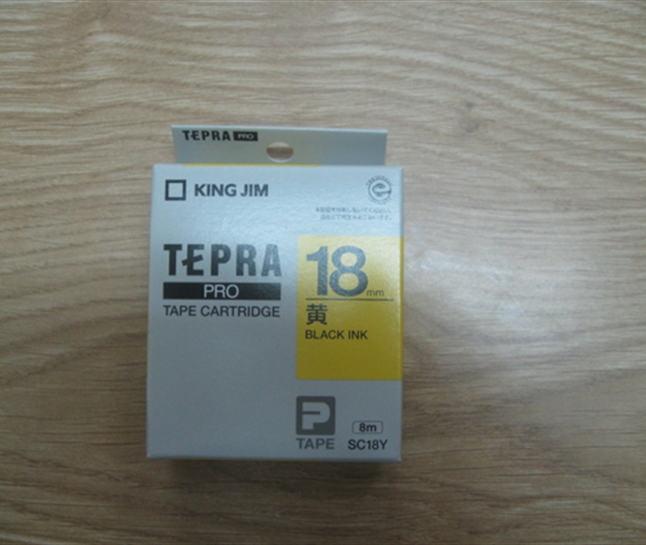 TEPRA PRO
KING JIM
TEPRA
PRO
TAPE CARTRIDGE
18mm
黄
BLACK INK
P
TAPE
8m
SC18Y